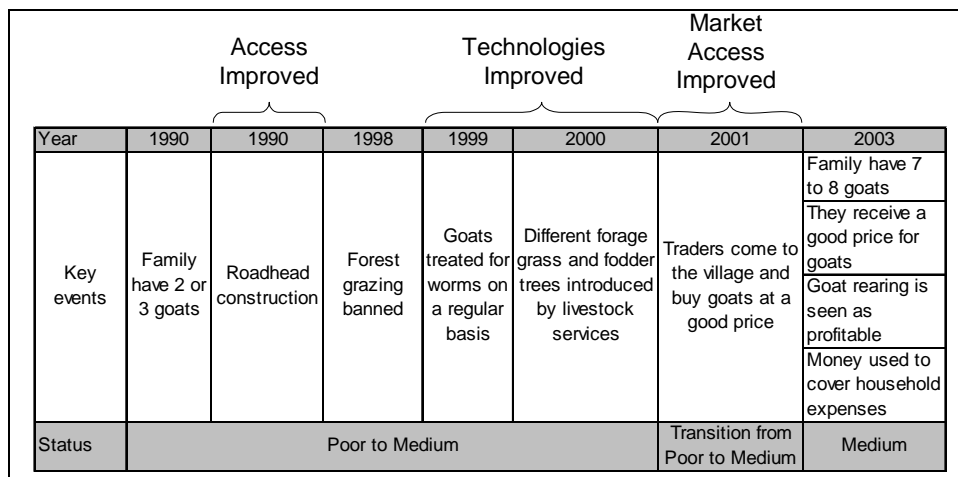 Access
Improved
Technologies
Improved
Market
Access
Improved
Year 1990 1990 1998 1999 2000 2001 2003
Key
events
Family
have 2 or
3 goats
Roadhead
construction
Forest
grazing
banned
Goats
treated for
worms on
a regular
basis
Different forage
grass and fodder
trees introduced
by livestock
services
Traders come to
the village and
buy goats at a
good price
Family have 7
to 8 goats
They receive a
good price for
goats
Goat rearing is
seen as
profitable
Money used to
cover household
expenses
Status
Poor to Medium
Transition from
Poor to Medium
Medium